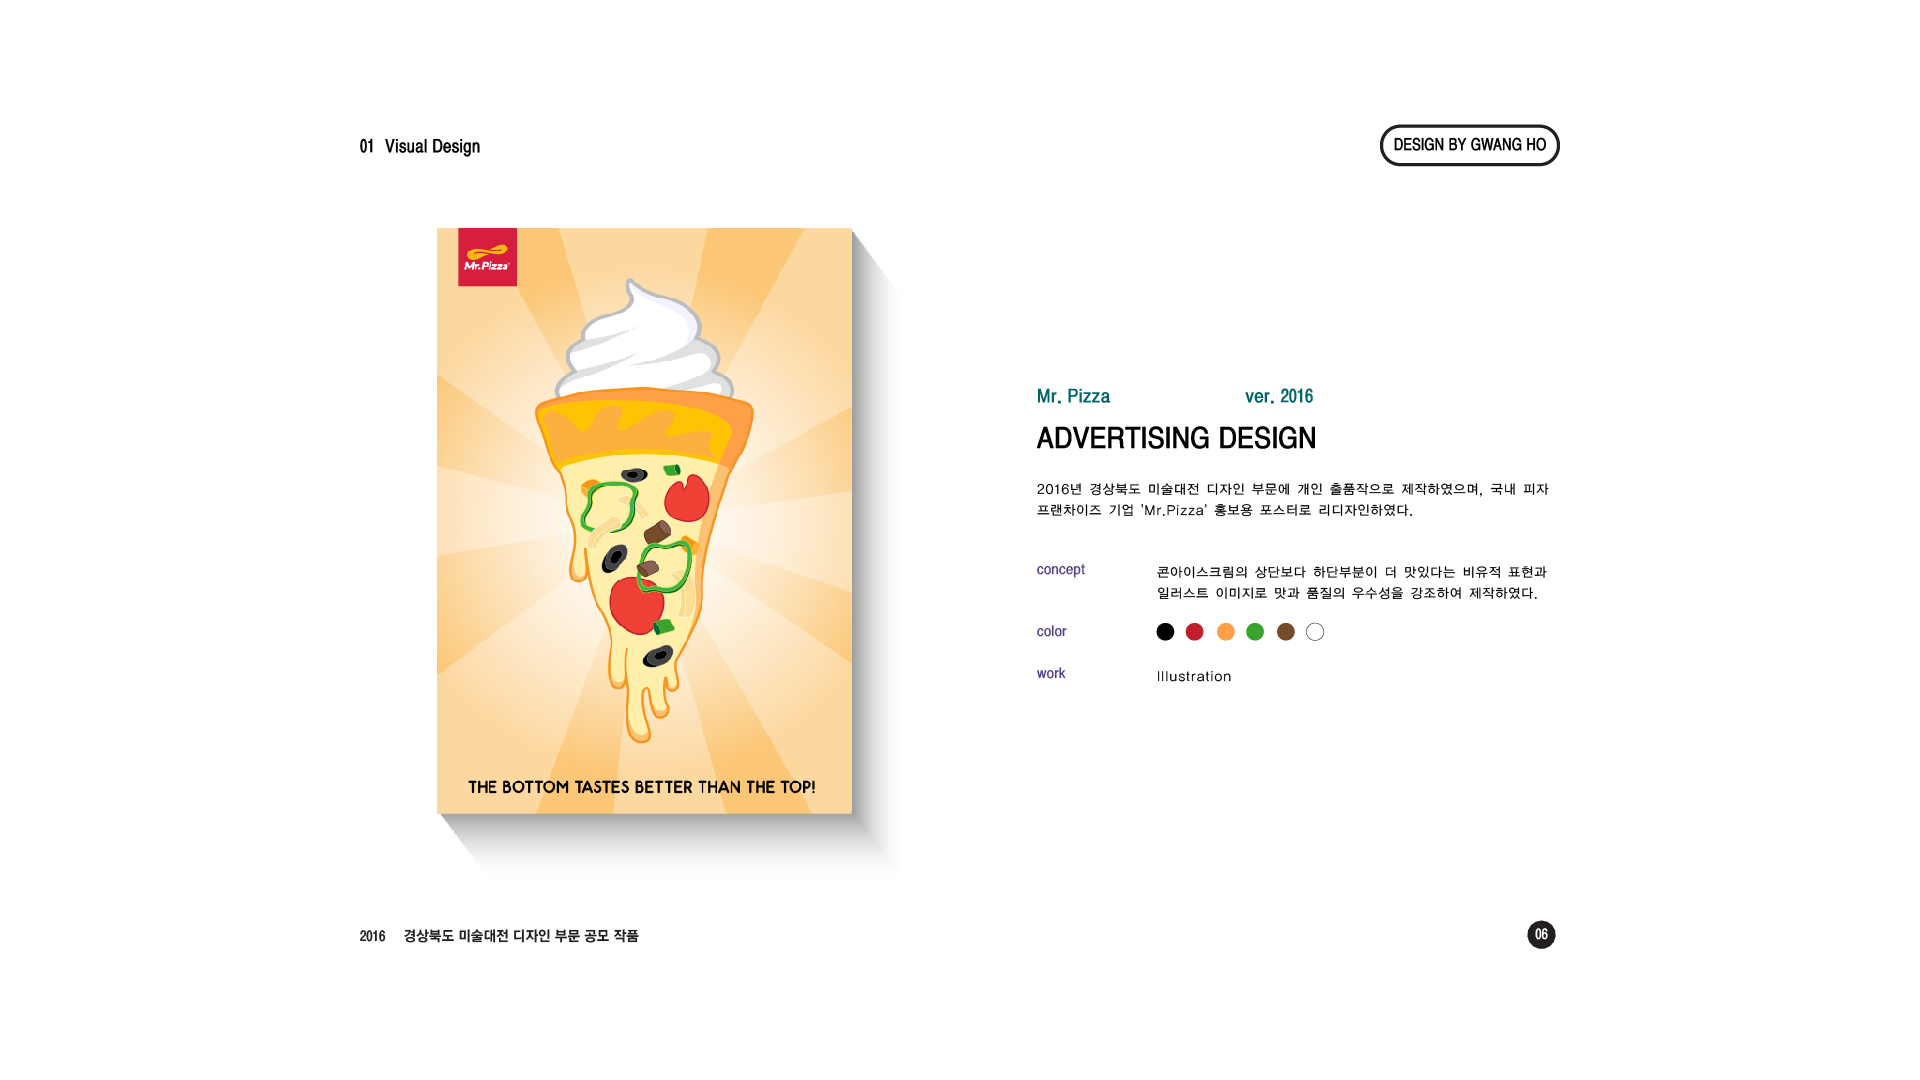 01 Visual Design
DESIGN BY GWANG HO
Mr.Pizza
THE BOTTOM TASTES BETTER THAN THE TOP!
Mr. Pizza ver. 2016
ADVERTISING DESIGN
2016년 경상북도 미술대전 디자인 부문에 개인 출품작으로 제작하였으며, 국내 피자
프랜차이즈 기업 'Mr.Pizza' 홍보용 포스터로 리디자인하였다.
concept
콘아이스크림의 상단보다 하단부분이 더 맛있다는 비유적 표현과
일러스트 이미지로 맛과 품질의 우수성을 강조하여 제작하였다.
color
work
Illustration
2016 경상북도 미술대전 디자인 부문 공모 작품
06